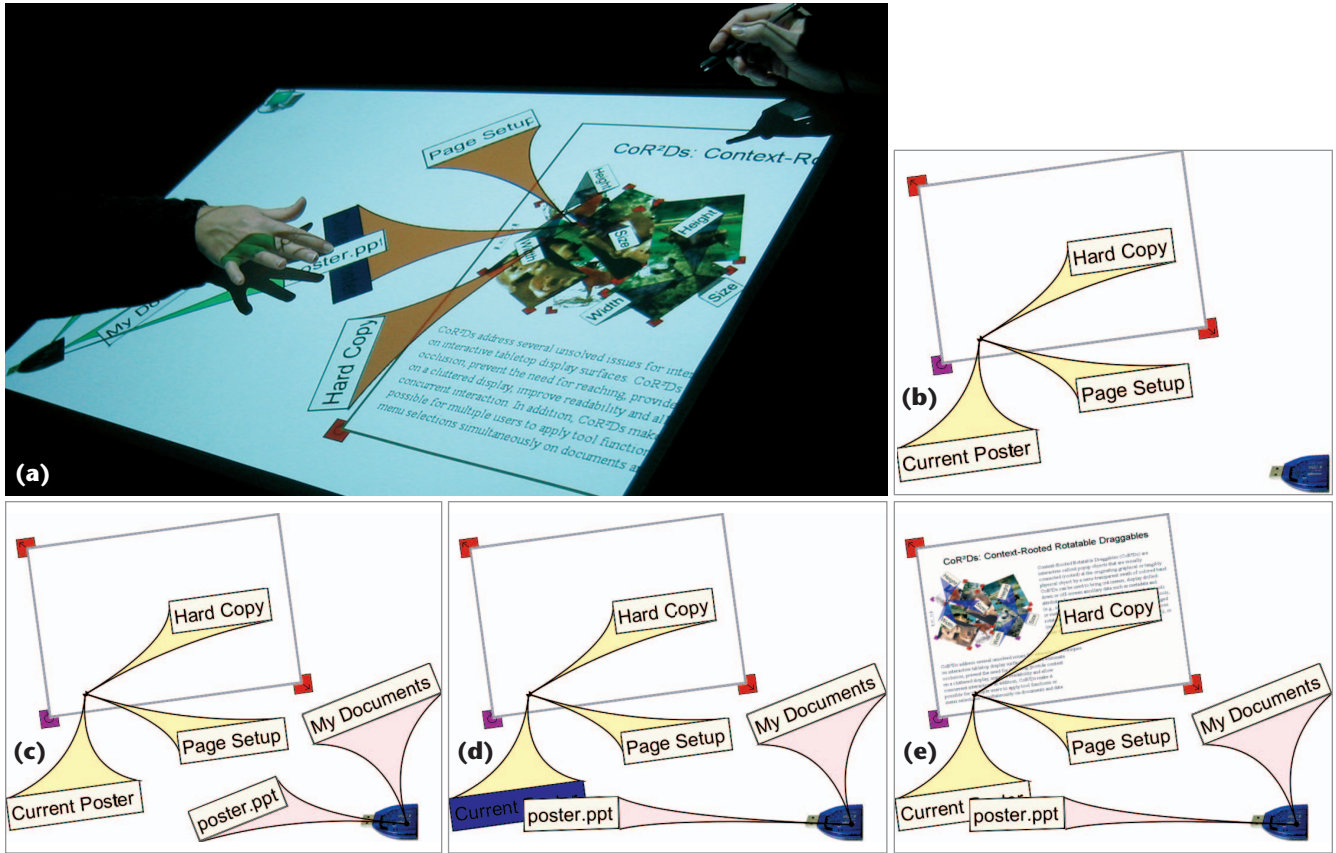 Page Setup
CoR²Ds: Context-Ro
Height
Height
Size
Width
Size
Width
poster.ppt
My Do
Hard Copy
CoR²Ds address several unsolved issues for inte
on interactive tabletop display surfaces. CoR²Ds
occlusion, prevent the need for reaching, provide
on a cluttered display, improve readability and al
concurrent interaction. In addition, CoR²Ds make
possible for multiple users to apply tool function
menu selections simultaneously on documents a
(a)
Hard Copy
Page Setup
Current Poster
(b)
Hard Copy
My Documents
Page Setup
Current Poster
poster.ppt
(c)
Hard Copy
My Documents
Page Setup
Current
poster.ppt
(d)
CoR²Ds: Context-Rooted Rotatable Draggables
Hard Copy
My Documents
Page Setup
Current
poster.ppt
(e)